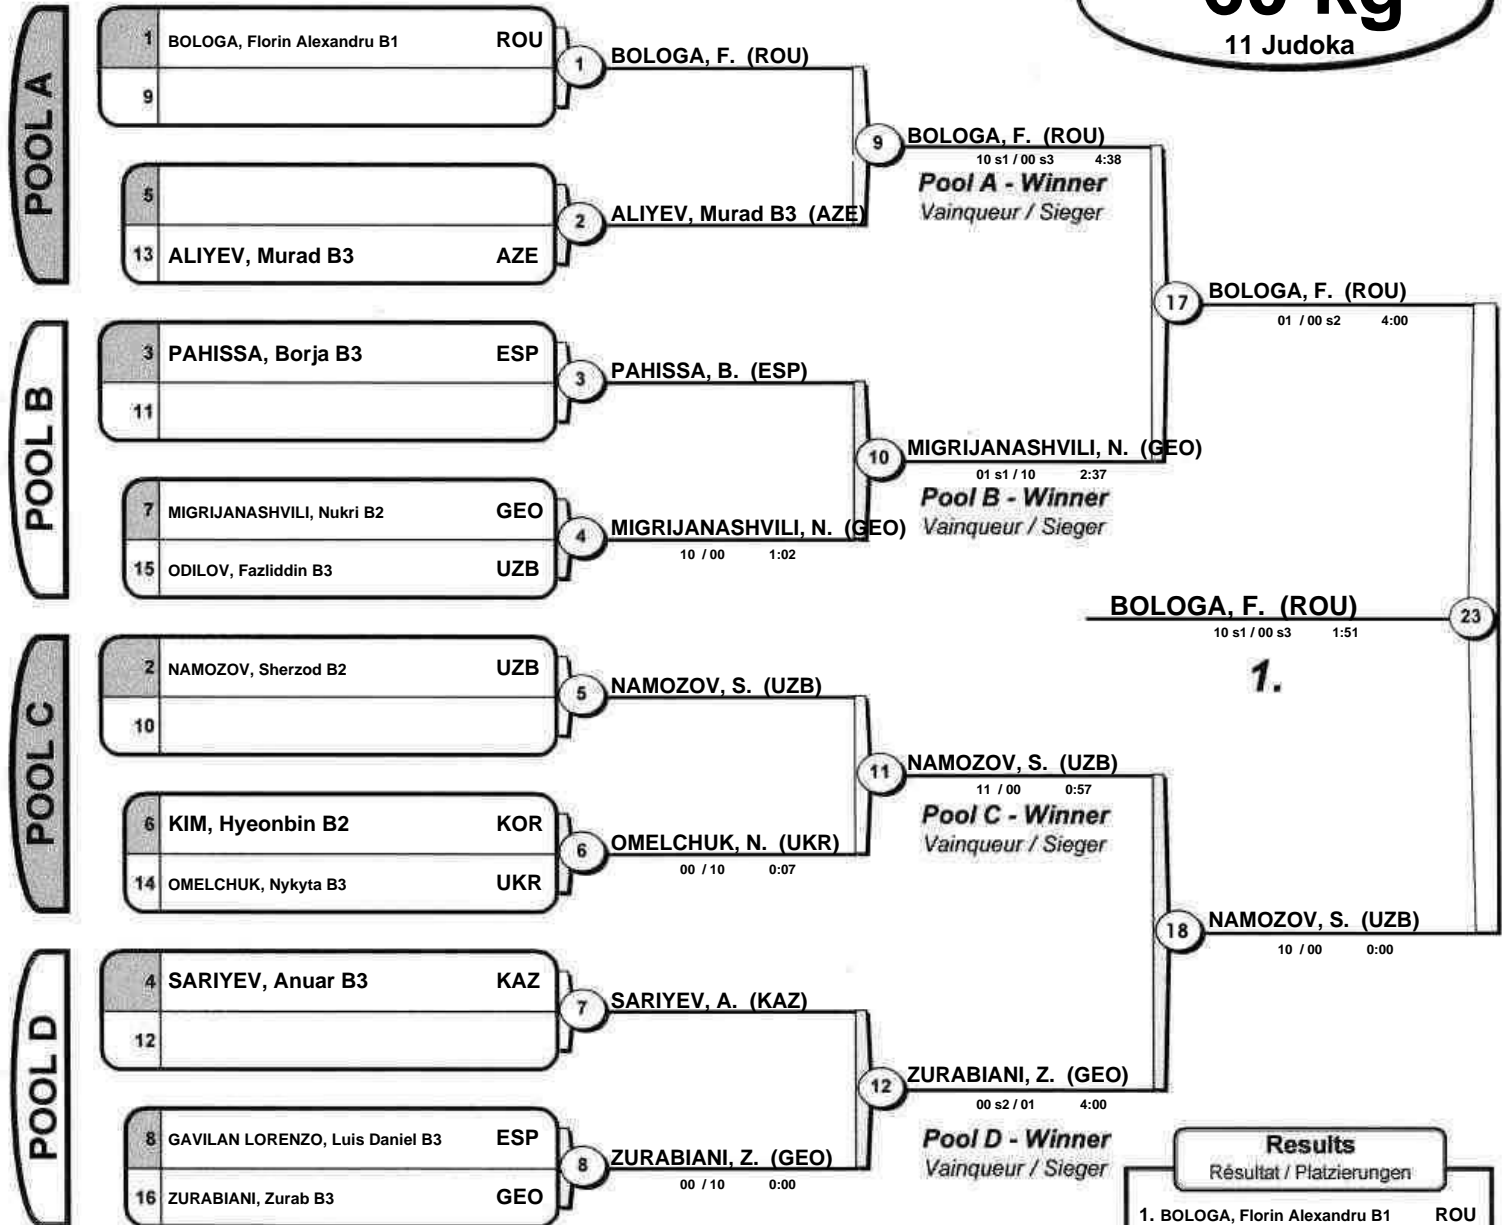 kg
11 Judoka
POOL A
1 BOLOGA, Florin Alexandru B1 ROU
9
1 BOLOGA, F. (ROU)
5
13 ALIYEV, Murad B3 AZE
2 ALIYEV, Murad B3 (AZE)
9 BOLOGA, F. (ROU)
10 s1 / 00 s3 4:38
Pool A - Winner
Vainqueur / Sieger
POOL B
3 PAHISSA, Borja B3 ESP
11
3 PAHISSA, B. (ESP)
7 MIGRIJANASHVILI, Nukri B2 GEO
15 ODILOV, Fazliddin B3 UZB
4 MIGRIJANASHVILI, N. (GEO)
10 / 00 1:02
10 MIGRIJANASHVILI, N. (GEO)
01 s1 / 10 2:37
Pool B - Winner
Vainqueur / Sieger
17 BOLOGA, F. (ROU)
01 / 00 s2 4:00
BOLOGA, F. (ROU) 23
10 s1 / 00 s3 1:51
1.
POOL C
2 NAMOZOV, Sherzod B2 UZB
10
5 NAMOZOV, S. (UZB)
6 KIM, Hyeonbin B2 KOR
14 OMELCHUK, Nykyta B3 UKR
6 OMELCHUK, N. (UKR)
00 / 10 0:07
11 NAMOZOV, S. (UZB)
11 / 00 0:57
Pool C - Winner
Vainqueur / Sieger
18 NAMOZOV, S. (UZB)
10 / 00 0:00
POOL D
4 SARIYEV, Anuar B3 KAZ
12
7 SARIYEV, A. (KAZ)
8 GAVILAN LORENZO, Luis Daniel B3 ESP
16 ZURABIANI, Zurab B3 GEO
8 ZURABIANI, Z. (GEO)
00 / 10 0:00
12 ZURABIANI, Z. (GEO)
00 s2 / 01 4:00
Pool D - Winner
Vainqueur / Sieger
Results
Résultat / Platzierungen
1. BOLOGA, Florin Alexandru B1 ROU